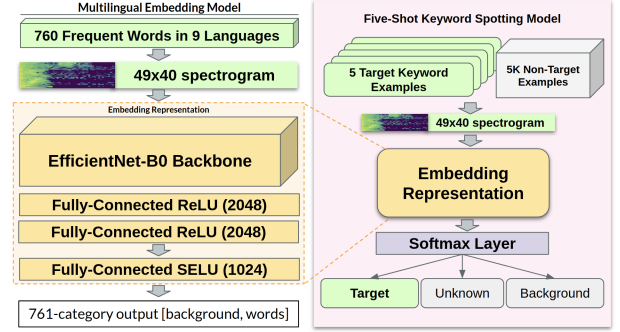 Multilingual Embedding Model
760 Frequent Words in 9 Languages
49x40 spectrogram
Embedding Representation
EfficientNet-B0 Backbone
Fully-Connected ReLU (2048)
Fully-Connected ReLU (2048)
Fully-Connected SELU (1024)
761-category output [background, words]
Five-Shot Keyword Spotting Model
5 Target Keyword
Examples
5K Non-Target
Examples
49x40 spectrogram
Embedding
Representation
Softmax Layer
Target
Unknown
Background